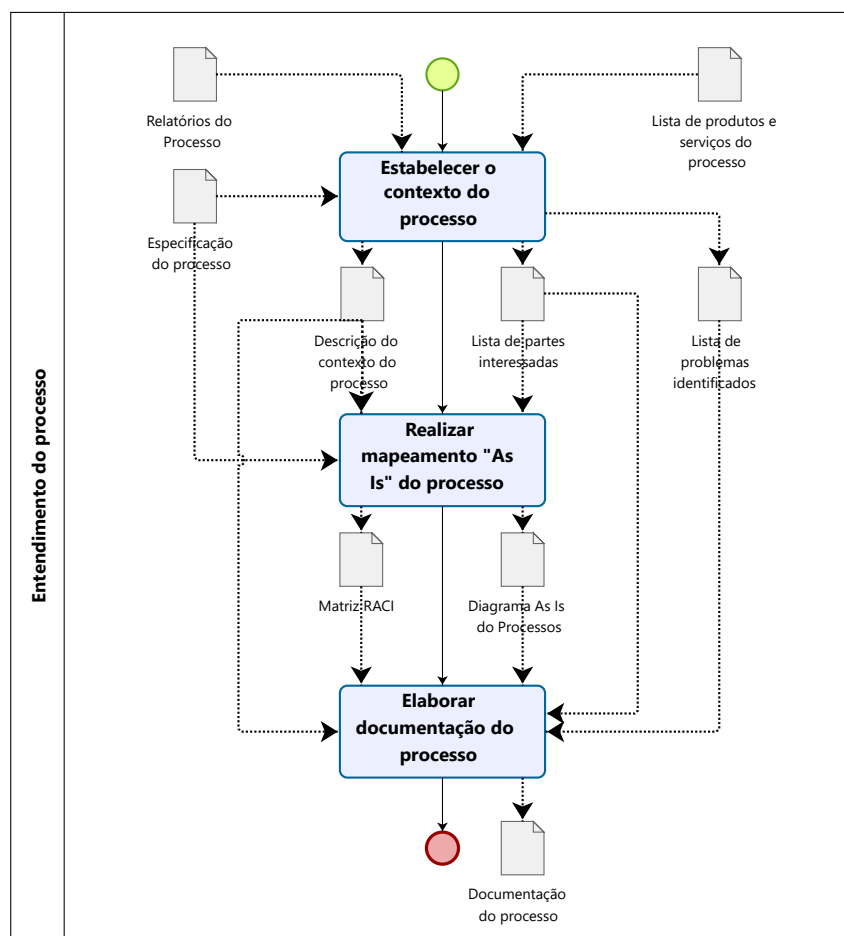 Entendimento do processo
Relatórios do
Processo
Lista de produtos e
serviços do
processo
Estabelecer o
contexto do
processo
Especificação
do processo
Descrição do
contexto do
processo
Lista de partes
interessadas
Lista de
problemas
identificados
Realizar
mapeamento "As
Is" do processo
Matriz RACI
Diagrama As Is
do Processos
Elaborar
documentação do
processo
Documentação
do processo